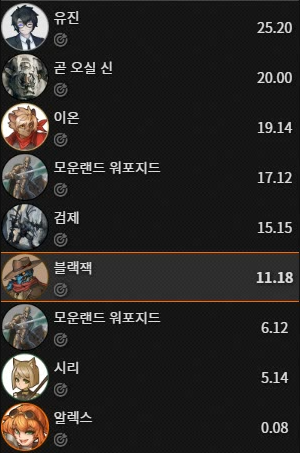 유진
25.20
곧 오실 신
20.00
이온
19.14
모운랜드 워포지드
17.12
검제
15.15
블랙잭
11.18
모운랜드 워포지드
6.12
시리
5.14
알렉스
0.08